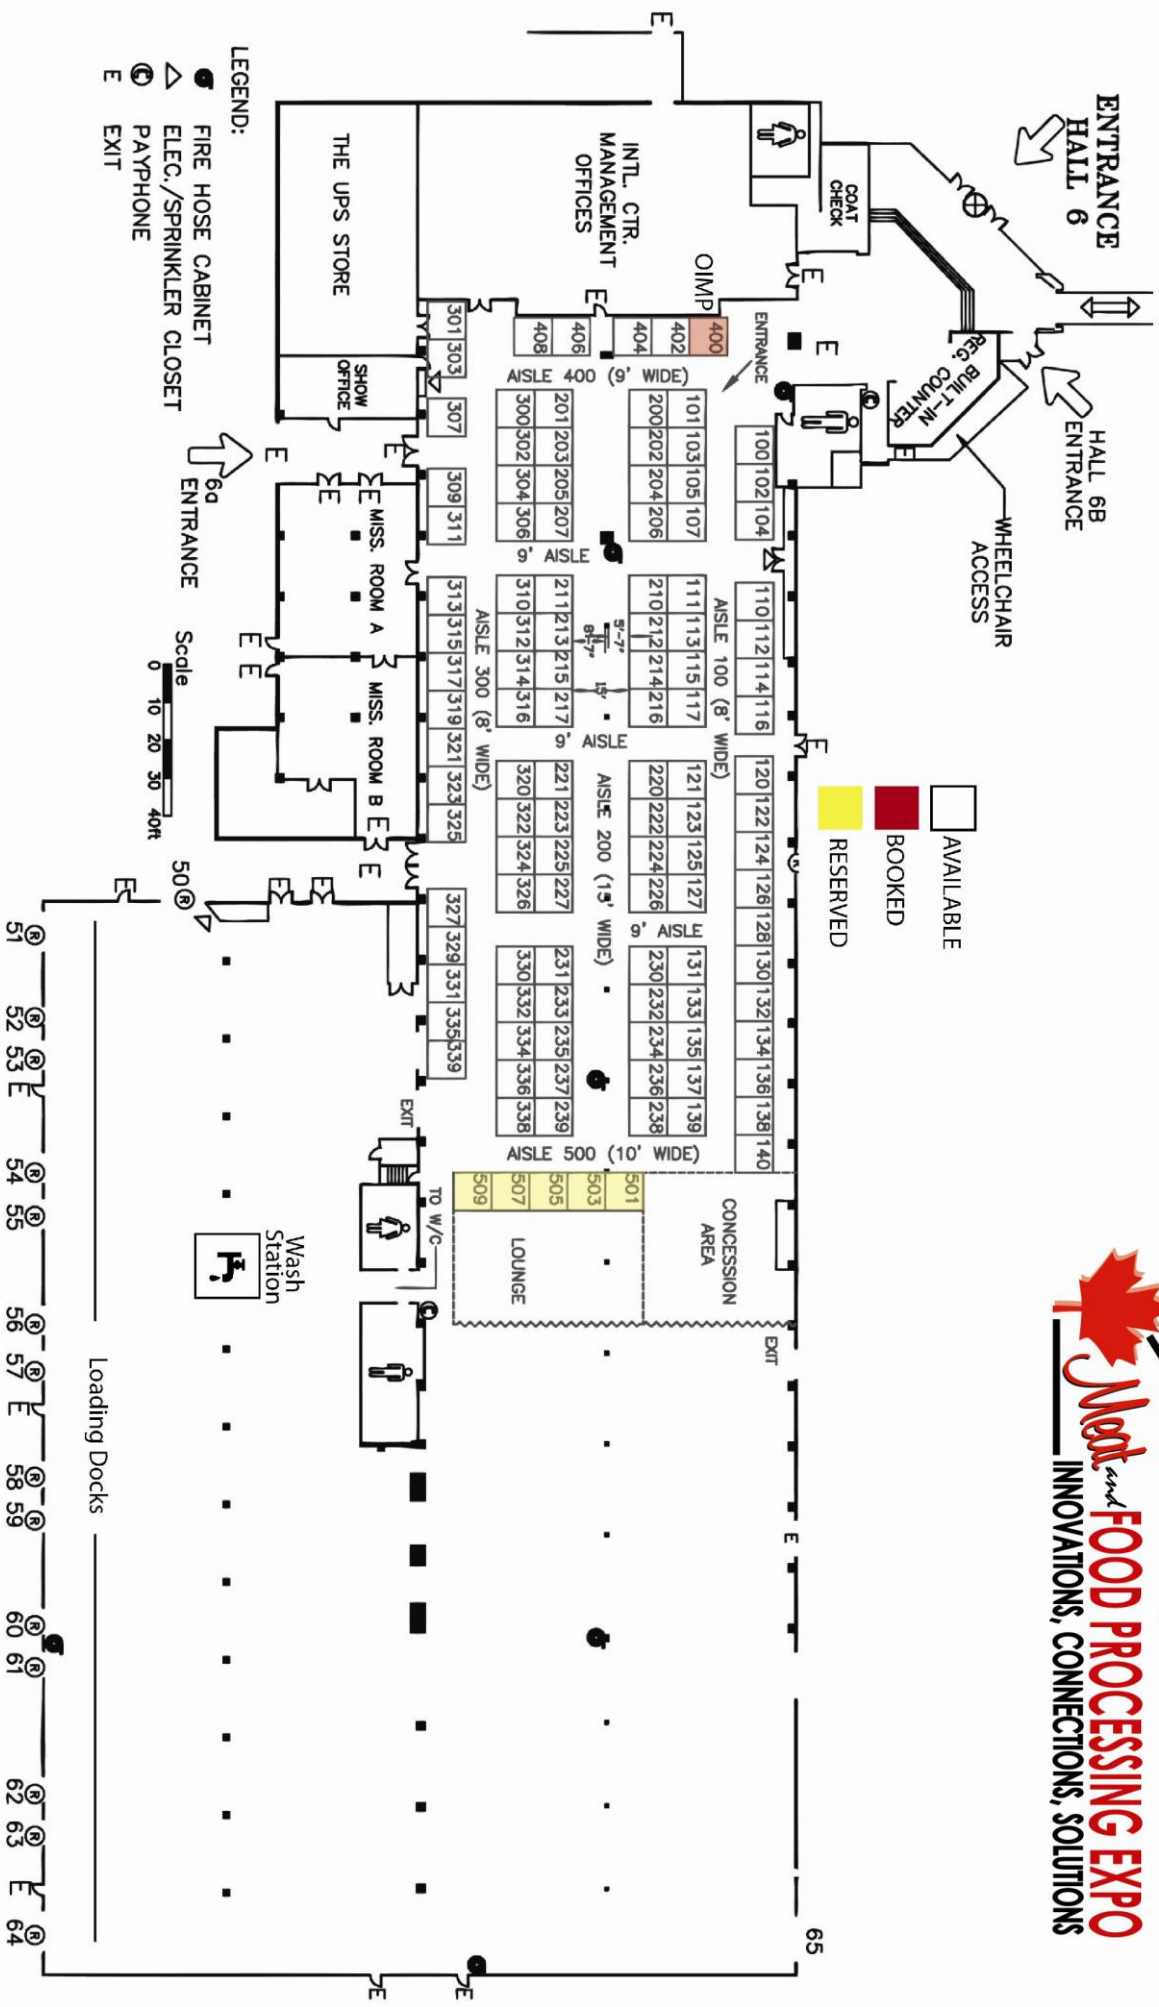 Meat and FOOD PROCESSING EXPO
INNOVATIONS, CONNECTIONS, SOLUTIONS
ENTRANCE
HALL 6
HALL 6B
ENTRANCE
WHEELCHAIR
ACCESS
AVAILABLE
BOOKED
RESERVED
COAT
CHECK
BUILT-IN
REG. COUNTER
E
E
E
E
E
E
65
OIMP
ENTRANCE
INTL. CTR.
MANAGEMENT
OFFICES
E
100 102 104
110 112 114 116
120 122 124 126 128 130 132 134 136 138 140
AISLE 100 (8' WIDE)
400 402 404
406 408
AISLE 400 (9' WIDE)
101 103 105 107
200 202 204 206
111 113 115 117
210 212 214 216
121 123 125 127
220 222 224 226
131 133 135 137 139
230 232 234 236 238
9' AISLE
5'-7"
8'-7"
15'
AISLE 200 (15' WIDE)
9' AISLE
9' AISLE
201 203 205 207
300 302 304 306
211 213 215 217
310 312 314 316
221 223 225 227
320 322 324 326
231 233 235 237 239
330 332 334 336 338
AISLE 500 (10' WIDE)
AISLE 300 (8' WIDE)
301 303 307 309 311
313 315 317 319 321 323 325
327 329 331 335 339
501 503 505 507 509
CONCESSION
AREA
LOUNGE
EXIT
EXIT
TO W/C
THE UPS STORE
SHOW
OFFICE
E
E
6a
ENTRANCE
MISS. ROOM A
MISS. ROOM B
E
E
E
E
E
E
Scale
0 10 20 30 40ft
LEGEND:
FIRE HOSE CABINET
ELEC./SPRINKLER CLOSET
C PAYPHONE
E EXIT
Wash
Station
Loading Docks
E
E
E
50 R
51 R
52 R
53 R
E
54 R
55 R
56 R
57 R
E
58 R
59 R
60 R
61 R
62 R
63 R
E
64 R
E
E